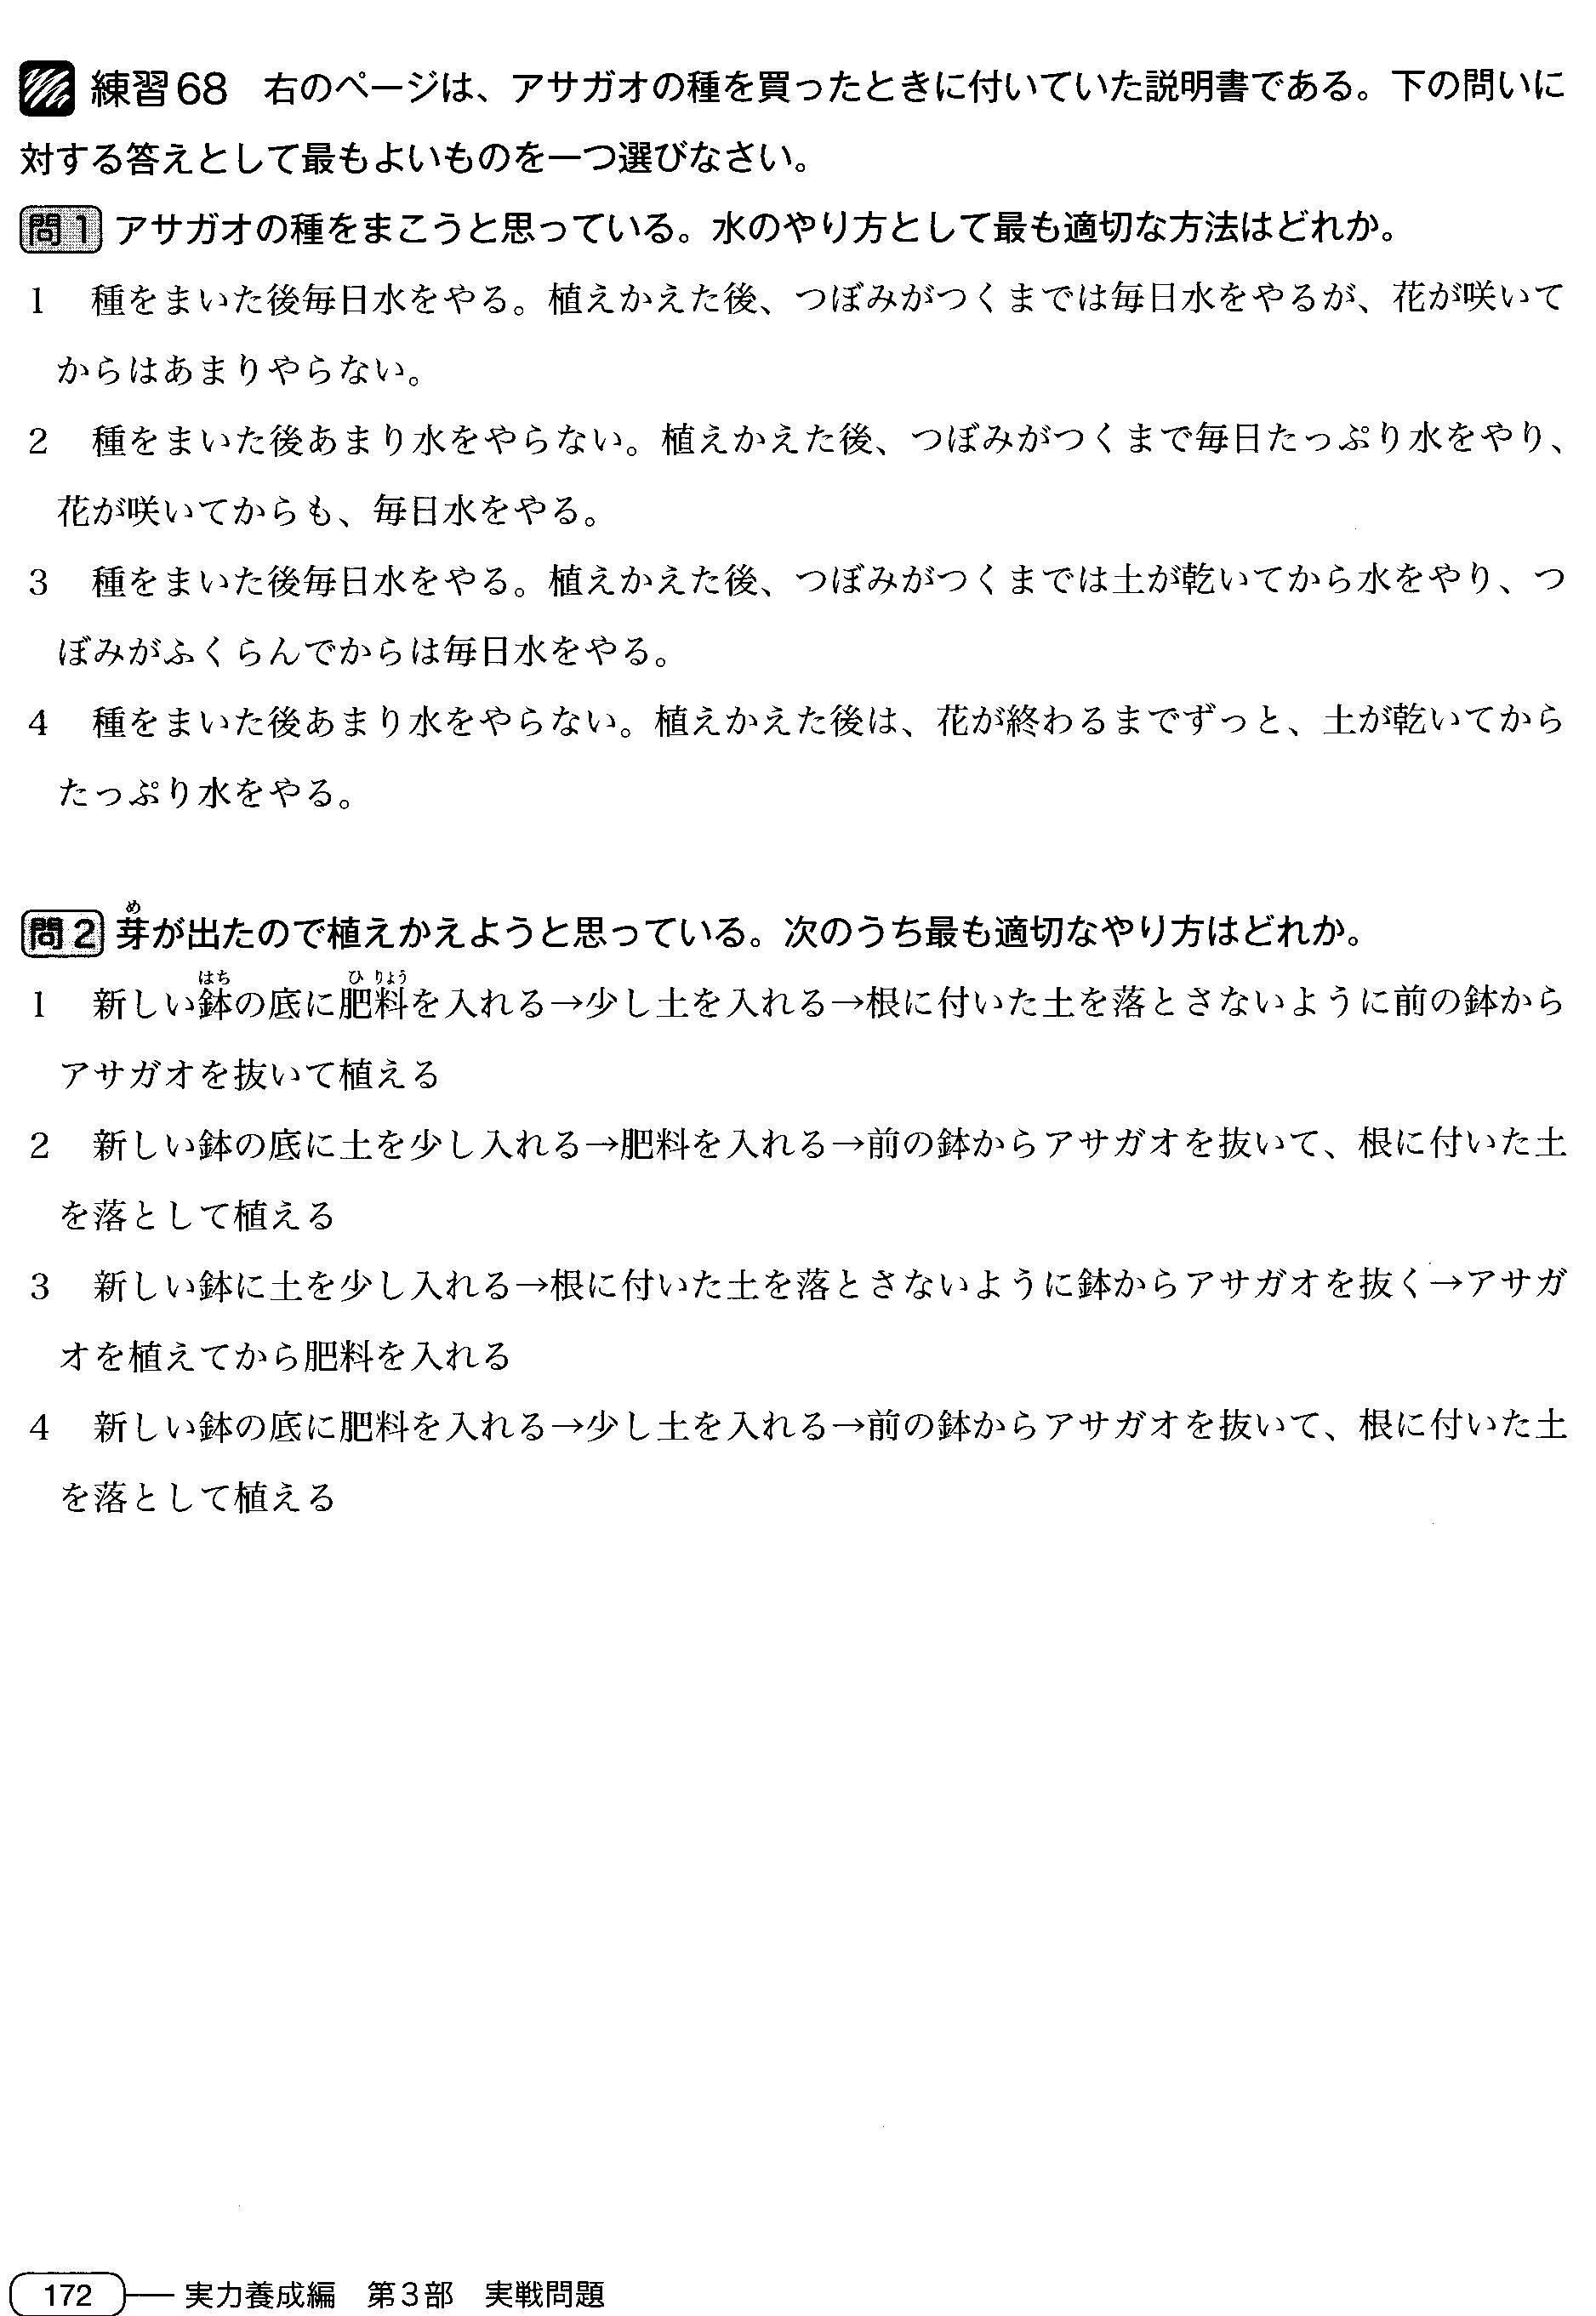 練習68　右のページは、アサガオの種を買ったときに付いていた説明書である。下の問いに
対する答えとして最もよいものを一つ選びなさい。
問1 アサガオの種をまこうと思っている。水のやり方として最も適切な方法はどれか。
1　種をまいた後毎日水をやる。植えかえた後、つぼみがつくまでは毎日水をやるが、花が咲いて
からはあまりやらない。
2　種をまいた後あまり水をやらない。植えかえた後、つぼみがつくまで毎日たっぷり水をやり、
花が咲いてからも、毎日水をやる。
3　種をまいた後毎日水をやる。植えかえた後、つぼみがつくまでは土が乾いてから水をやり、つ
ぼみがふくらんでからは毎日水をやる。
4　種をまいた後あまり水をやらない。植えかえた後は、花が終わるまでずっと、土が乾いてから
たっぷり水をやる。
め
問2 芽が出たので植えかえようと思っている。次のうち最も適切なやり方はどれか。
はち　ひりょう
1　新しい鉢の底に肥料を入れる→少し土を入れる→根に付いた土を落とさないように前の鉢から
アサガオを抜いて植える
2　新しい鉢の底に土を少し入れる→肥料を入れる→前の鉢からアサガオを抜いて、根に付いた土
を落として植える
3　新しい鉢に土を少し入れる→根に付いた土を落とさないように鉢からアサガオを抜く→アサガ
オを植えてから肥料を入れる
4　新しい鉢の底に肥料を入れる→少し土を入れる→前の鉢からアサガオを抜いて、根に付いた土
を落として植える
172 実力養成編　第3部　実戦問題